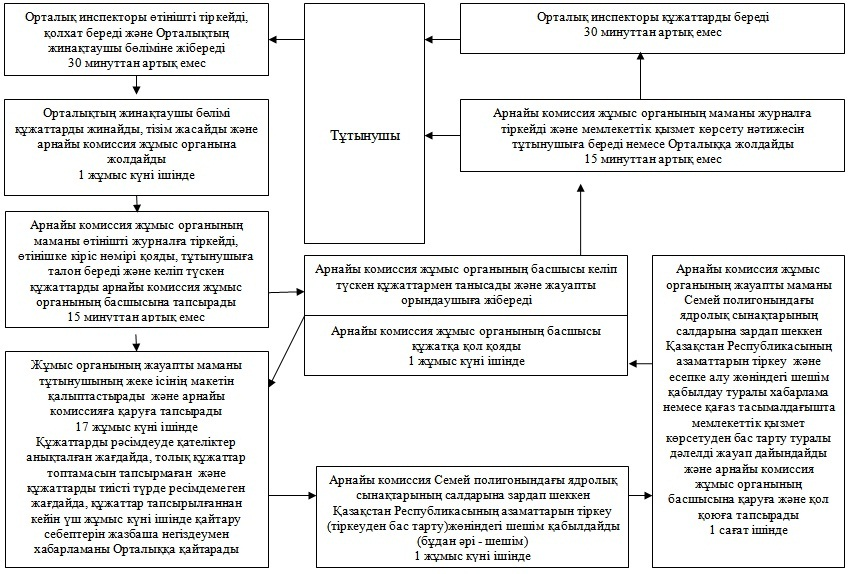 Орталық инспекторы өтінішті тіркейді,
қолхат береді және Орталықтың
жинақтаушы бөліміне жібереді
30 минуттан артық емес
Орталықтың жинақтаушы бөлімі
құжаттарды жинайды, тізім жасайды және
арнайы комиссия жұмыс органына
жолдайды
1 жұмыс күні ішінде
Арнайы комиссия жұмыс органының
маманы өтінішті журналға тіркейді,
өтінішке кіріс нөмірі қояды, тұтынушыға
талон береді және келіп түскен
құжаттарды арнайы комиссия жұмыс
органының басшысына тапсырады
15 минуттан артық емес
Жұмыс органының жауапты маманы
тұтынушының жеке ісінің макетін
қалыптастырады және арнайы
комиссияға қаруға тапсырады
17 жұмыс күні ішінде
Құжаттарды рәсімдеуде қателіктер
анықталған жағдайда, толық құжаттар
топтамасын тапсырмаған және
құжаттарды тиісті түрде ресімдемеген
жағдайда, құжаттар тапсырылғаннан
кейін үш жұмыс күні ішінде қайтару
себептерін жазбаша негіздеумен
хабарламаны Орталыққа қайтарады
Тұтынушы
Орталық инспекторы құжаттарды береді
30 минуттан артық емес
Арнайы комиссия жұмыс органының маманы журналға
тіркейді және мемлекеттік қызмет көрсету нәтижесін
тұтынушыға береді немесе Орталыққа жолдайды
15 минуттан артық емес
Арнайы комиссия жұмыс органының басшысы келіп
түскен құжаттармен танысады және жауапты
орындаушыға жібереді
Арнайы комиссия жұмыс органының басшысы
құжатқа қол қояды
1 жұмыс күні ішінде
Арнайы комиссия Семей полигонындағы ядролық
сынақтарының салдарына зардап шеккен
Қазақстан Республикасының азаматтарын тіркеу
(тіркеуден бас тарту)жөніндегі шешім қабылдайды
(бұдан әрі - шешім)
1 жұмыс күні ішінде
Арнайы комиссия жұмыс
органының жауапты маманы
Семей полигонындағы
ядролық сынақтарының
салдарына зардап шеккен
Қазақстан Республикасының
азаматтарын тіркеу және
есепке алу жөніндегі шешім
қабылдау туралы хабарлама
немесе қағаз тасымалдағышта
мемлекеттік қызмет
көрсетуден бас тарту туралы
дәлелді жауап дайындайды
және арнайы комиссия
жұмыс органының
басшысына қаруға және қол
қоюға тапсырады
1 сағат ішінде